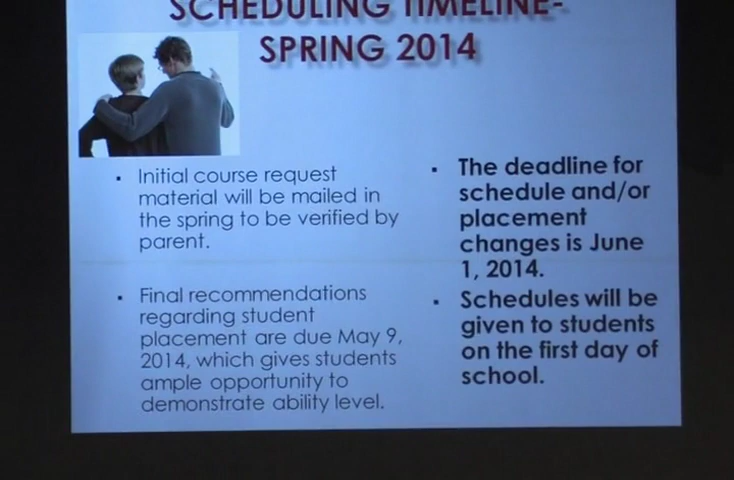 SCHEDULING TIMELINE-
SPRING 2014
Initial course request
material will be mailed in
the spring to be verified by
parent.
Final recommendations
regarding student
placement are due May 9,
2014, which gives students
ample opportunity to
demonstrate ability level.
The deadline for
schedule and/or
placement
changes is June
1, 2014.
Schedules will be
given to students
on the first day of
school.